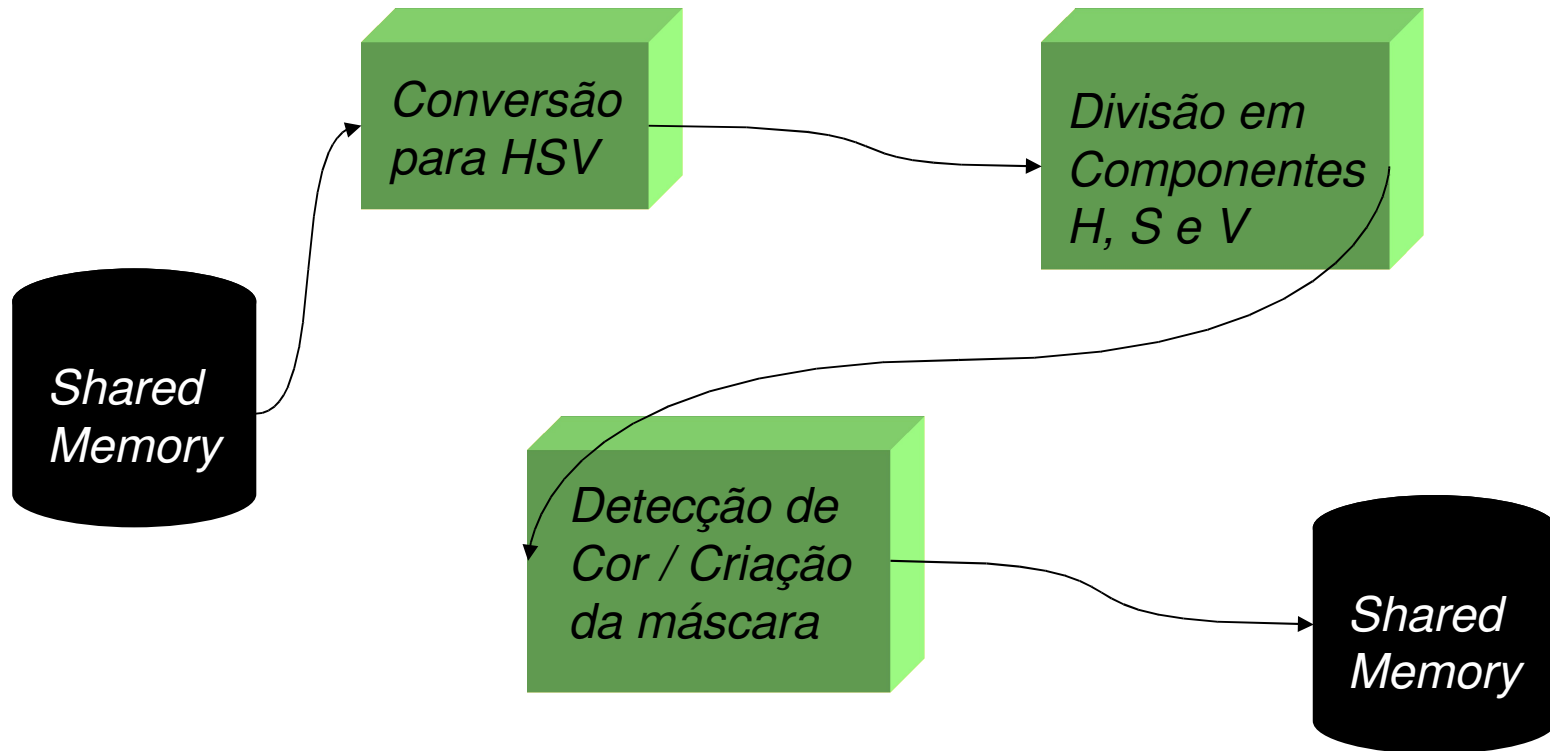 Conversão
para HSV
Divisão em
Componentes
H, S e V
Shared
Memory
Detecção de
Cor / Criação
da máscara
Shared
Memory